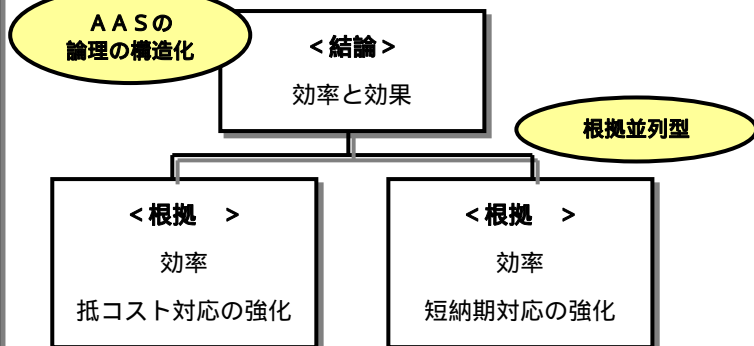 ＡＡＳの
論理の構造化
＜結論＞
効率と効果
根拠並列型
＜根拠　＞
効率
抵コスト対応の強化
＜根拠　＞
効率
短納期対応の強化